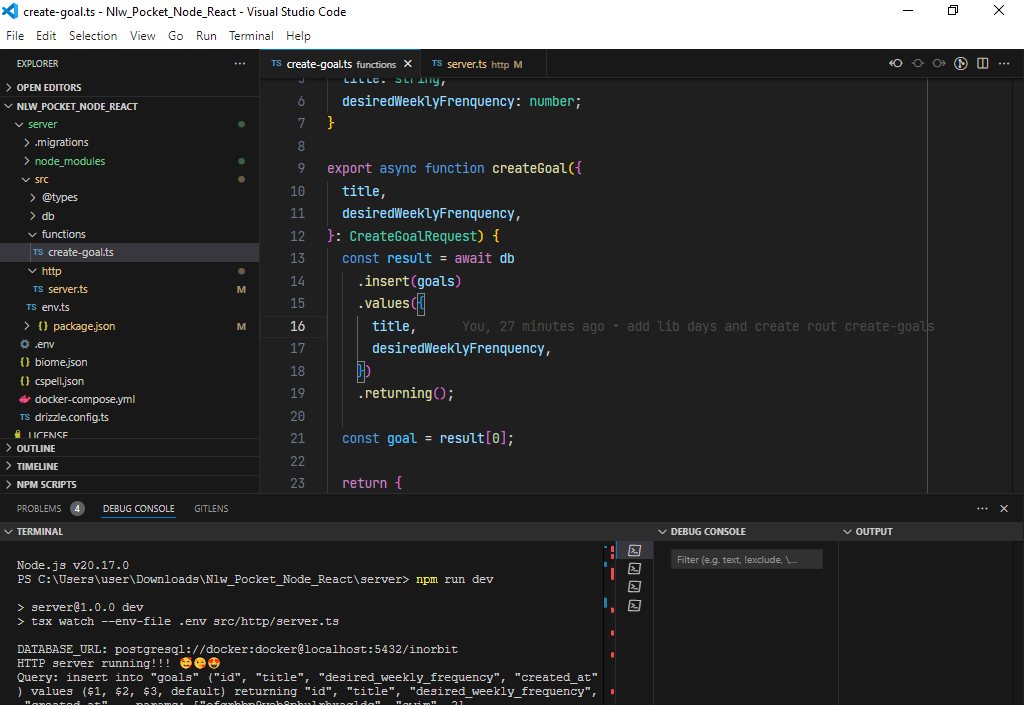 create-goal.ts - Nlw_Pocket_Node_React - Visual Studio Code
File Edit Selection View Go Run Terminal Help
EXPLORER
OPEN EDITORS
NLW_POCKET_NODE_REACT
server
.migrations
node_modules
src
@types
db
functions
TS create-goal.ts
http
TS server.ts M
TS env.ts
{} package.json M
.env
{} biome.json
{} cspell.json
docker-compose.yml
TS drizzle.config.ts
LICENSE
OUTLINE
TIMELINE
NPM SCRIPTS
TS create-goal.ts functions
TS server.ts http M
5 title: string;
6 desiredWeeklyFrenquency: number;
7 }
8
9 export async function createGoal({
10 title,
11 desiredWeeklyFrenquency,
12 }: CreateGoalRequest) {
13 const result = await db
14 .insert(goals)
15 .values({
16 title, You, 27 minutes ago • add lib days and create rout create-goals
17 desiredWeeklyFrenquency,
18 })
19 .returning();
20
21 const goal = result[0];
22
23 return {
PROBLEMS 4 DEBUG CONSOLE GITLENS
TERMINAL
Node.js v20.17.0
PS C:\Users\user\Downloads\Nlw_Pocket_Node_React\server> npm run dev
> server@1.0.0 dev
> tsx watch --env-file .env src/http/server.ts
DATABASE_URL: postgresql://docker:docker@localhost:5432/inorbit
HTTP server running!!! 🥰😘🤩
Query: insert into "goals" ("id", "title", "desired_weekly_frequency", "created_at"
) values ($1, $2, $3, default) returning "id", "title", "desired_weekly_frequency",
"created_at" params:
DEBUG CONSOLE
Filter (e.g. text, !exclude, \...
OUTPUT